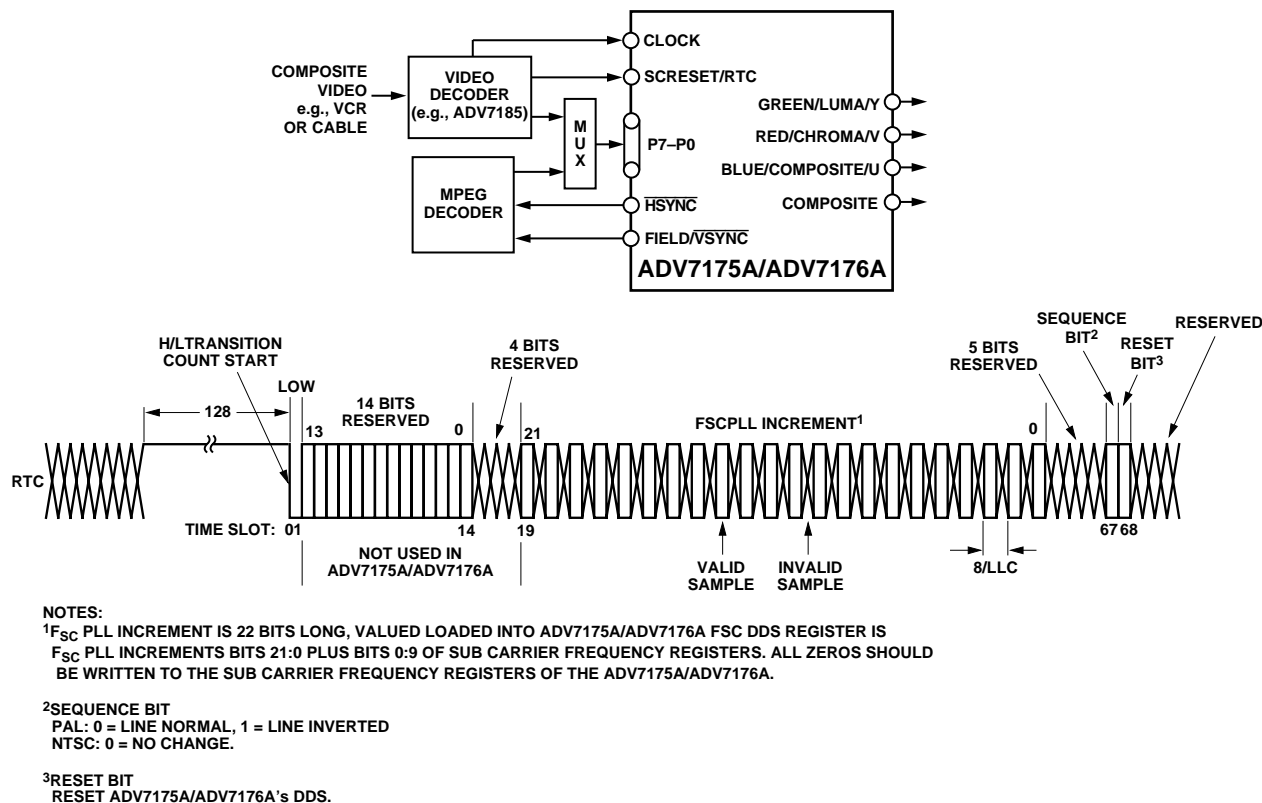 CLOCK
COMPOSITE
VIDEO
e.g., VCR
OR CABLE
VIDEO
DECODER
(e.g., ADV7185)
SCRESET/RTC
M
U
X
P7–P0
MPEG
DECODER
HSYNC
FIELD/VSYNC
GREEN/LUMA/Y
RED/CHROMA/V
BLUE/COMPOSITE/U
COMPOSITE
ADV7175A/ADV7176A
H/LTRANSITION
COUNT START
LOW
128
13
14 BITS
RESERVED
0
4 BITS
RESERVED
21
FSCPLL INCREMENT1
0
5 BITS
RESERVED
SEQUENCE
BIT2
RESET
BIT3
RESERVED
RTC
TIME SLOT: 01
14
19
67 68
NOT USED IN
ADV7175A/ADV7176A
VALID
SAMPLE
INVALID
SAMPLE
8/LLC
NOTES:
1FSC PLL INCREMENT IS 22 BITS LONG, VALUED LOADED INTO ADV7175A/ADV7176A FSC DDS REGISTER IS
FSC PLL INCREMENTS BITS 21:0 PLUS BITS 0:9 OF SUB CARRIER FREQUENCY REGISTERS. ALL ZEROS SHOULD
BE WRITTEN TO THE SUB CARRIER FREQUENCY REGISTERS OF THE ADV7175A/ADV7176A.
2SEQUENCE BIT
PAL: 0 = LINE NORMAL, 1 = LINE INVERTED
NTSC: 0 = NO CHANGE.
3RESET BIT
RESET ADV7175A/ADV7176A's DDS.